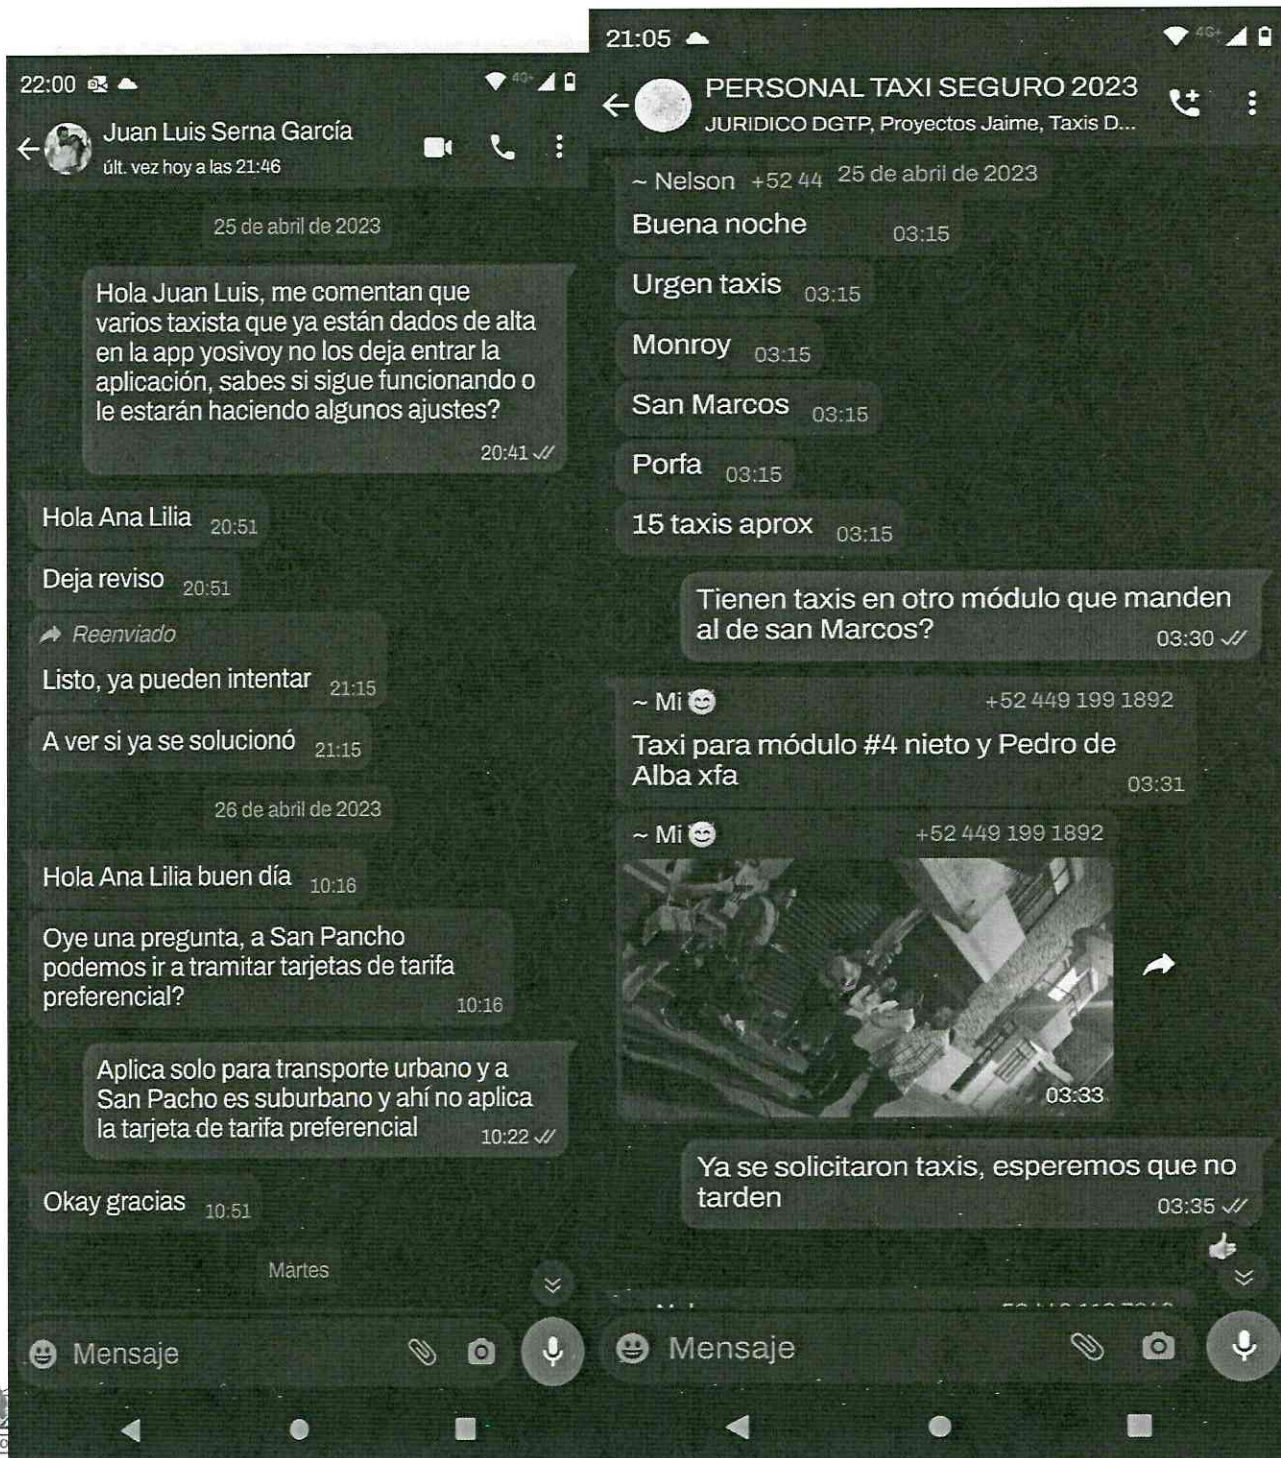 22:00
4G+
Juan Luis Serna García
últ. vez hoy a las 21:46
25 de abril de 2023
Hola Juan Luis, me comentan que
varios taxista que ya están dados de alta
en la app yosivoy no los deja entrar la
aplicación, sabes si sigue funcionando o
le estarán haciendo algunos ajustes?
20:41
Hola Ana Lilia 20:51
Deja reviso 20:51
Reenviado
Listo, ya pueden intentar 21:15
A ver si ya se solucionó 21:15
26 de abril de 2023
Hola Ana Lilia buen día 10:16
Oye una pregunta, a San Pancho
podemos ir a tramitar tarjetas de tarifa
preferencial?
10:16
Aplica solo para transporte urbano y a
San Pacho es suburbano y ahí no aplica
la tarjeta de tarifa preferencial 10:22
Okay gracias 10:51
Martes
Mensaje
21:05
4G+
PERSONAL TAXI SEGURO 2023
JURIDICO DGTP, Proyectos Jaime, Taxis D...
~ Nelson +52 44 25 de abril de 2023
Buena noche 03:15
Urgen taxis 03:15
Monroy 03:15
San Marcos 03:15
Porfa 03:15
15 taxis aprox 03:15
Tienen taxis en otro módulo que manden
al de san Marcos? 03:30
~ Mi +52 449 199 1892
Taxi para módulo #4 nieto y Pedro de
Alba xfa 03:31
~ Mi +52 449 199 1892
03:33
Ya se solicitaron taxis, esperemos que no
tarden 03:35
Mensaje